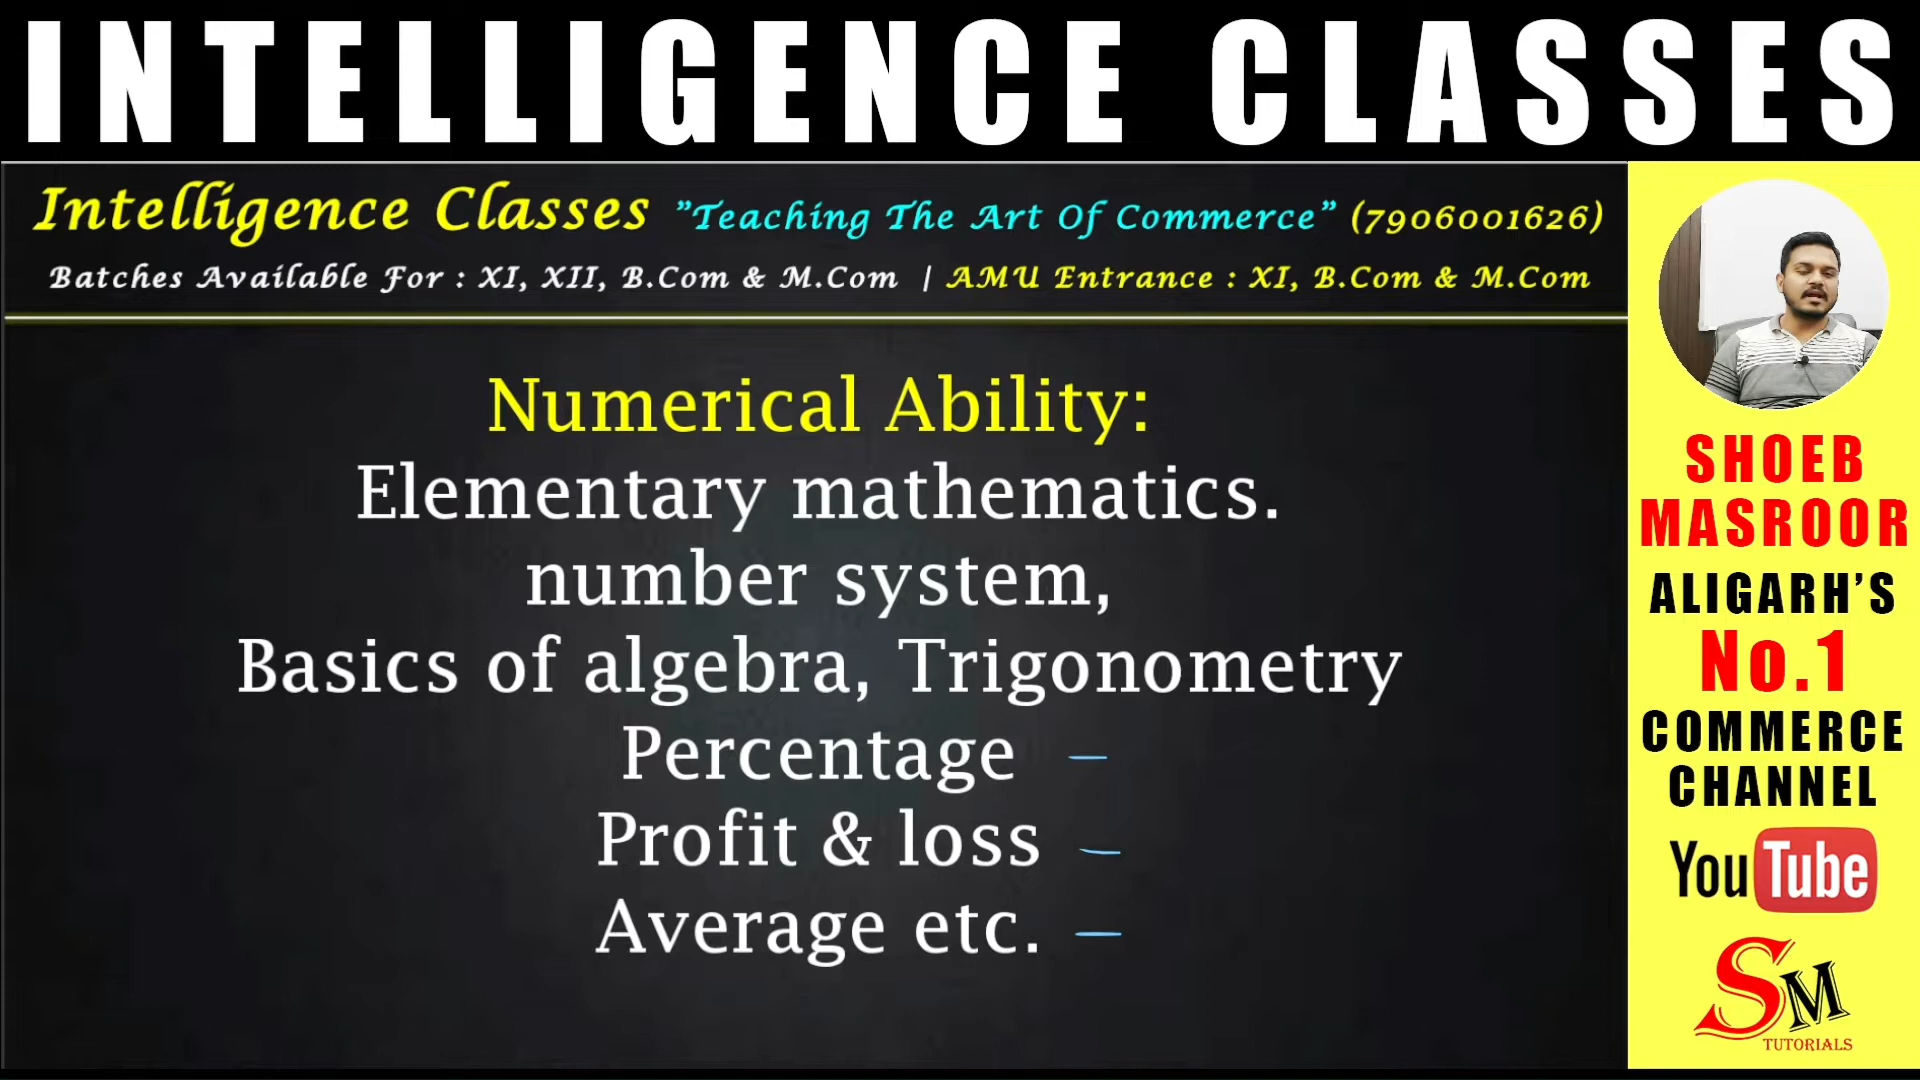 INTELLIGENCE CLASSES
Intelligence Classes "Teaching The Art Of Commerce" (7906001626)
Batches Available For : XI, XII, B.Com & M.Com | AMU Entrance : XI, B.Com & M.Com
Numerical Ability:
Elementary mathematics.
number system,
Basics of algebra, Trigonometry
Percentage
Profit & loss
Average etc.
SHOEB
MASROOR
ALIGARH'S
No.1
COMMERCE
CHANNEL
YouTube
SM
TUTORIALS